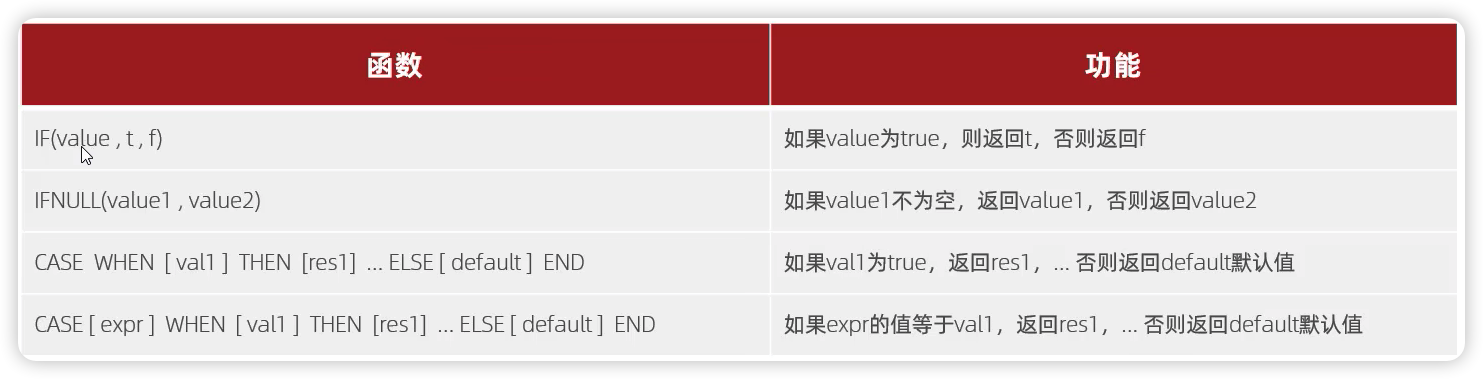 函数 功能
IF(value , t , f) 如果value为true，则返回t，否则返回f
IFNULL(value1 , value2) 如果value1不为空，返回value1，否则返回value2
CASE WHEN [ val1 ] THEN [res1] ... ELSE [ default ] END 如果val1为true，返回res1，... 否则返回default默认值
CASE [ expr ] WHEN [ val1 ] THEN [res1] ... ELSE [ default ] END 如果expr的值等于val1，返回res1，... 否则返回default默认值